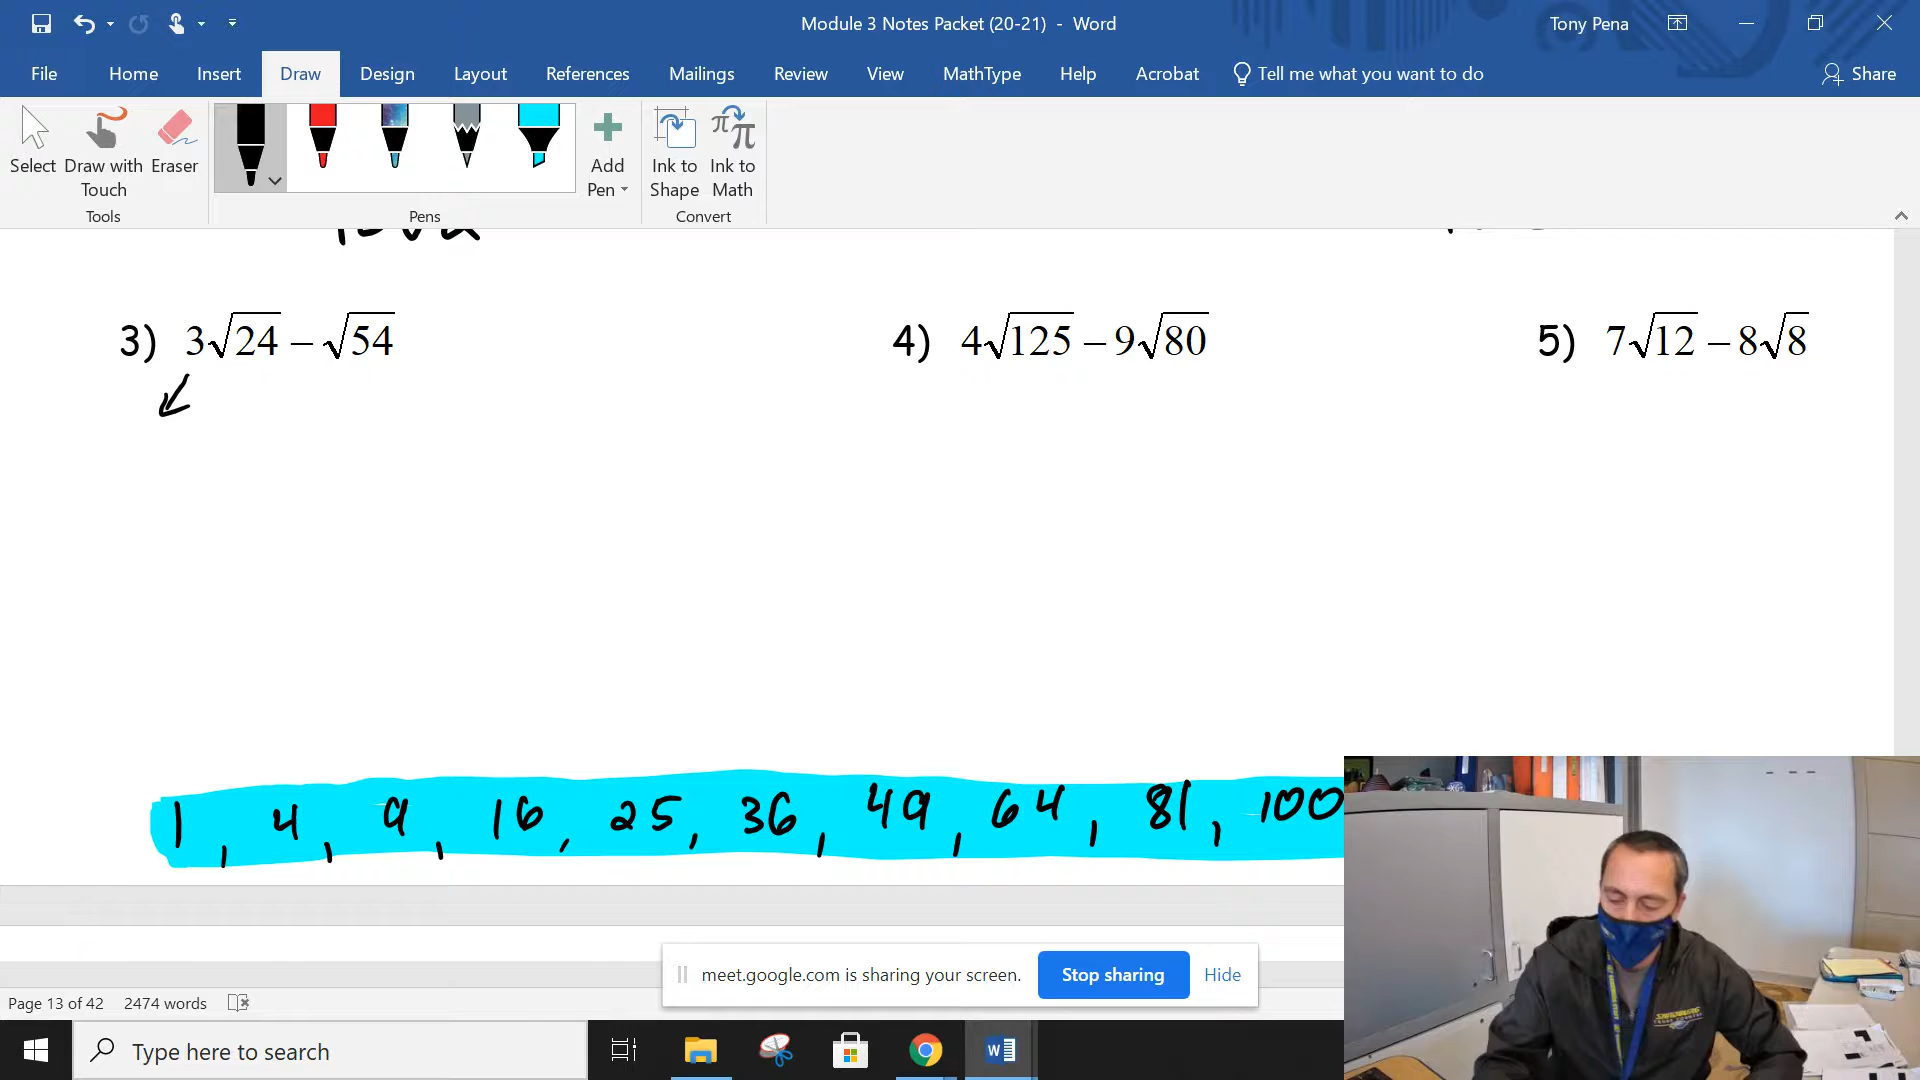 Module 3 Notes Packet (20-21) - Word
Tony Pena
File Home Insert Draw Design Layout References Mailings Review View MathType Help Acrobat Tell me what you want to do Share
Select Draw with Touch Eraser Add Pen Ink to Shape Ink to Math
Tools Pens Convert
3) 3√24 − √54 4) 4√125 − 9√80 5) 7√12 − 8√8
1, 4, 9, 16, 25, 36, 49, 64, 81, 100
meet.google.com is sharing your screen. Stop sharing Hide
Page 13 of 42 2474 words
Type here to search